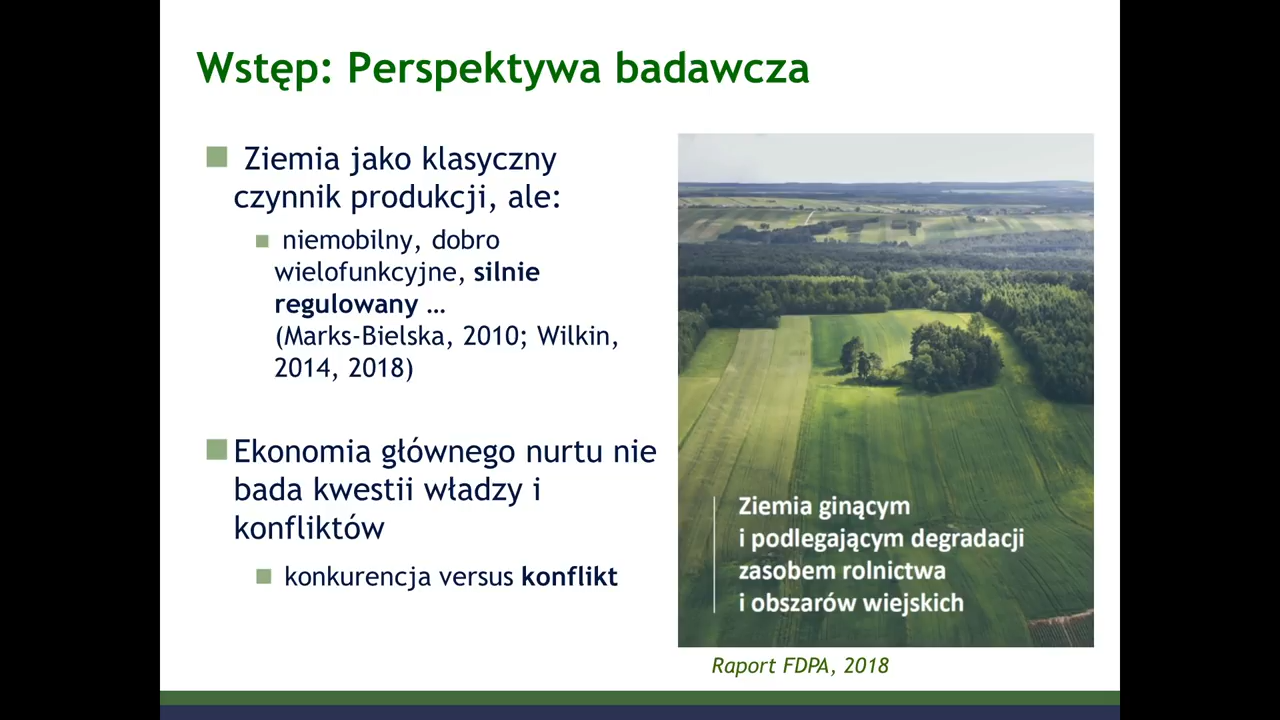 Wstęp: Perspektywa badawcza
Ziemia jako klasyczny
czynnik produkcji, ale:
niemobilny, dobro
wielofunkcyjne, silnie
regulowany …
(Marks-Bielska, 2010; Wilkin,
2014, 2018)
Ekonomia głównego nurtu nie
bada kwestii władzy i
konfliktów
konkurencja versus konflikt
Ziemia ginącym
i podlegającym degradacji
zasobem rolnictwa
i obszarów wiejskich
Raport FDPA, 2018